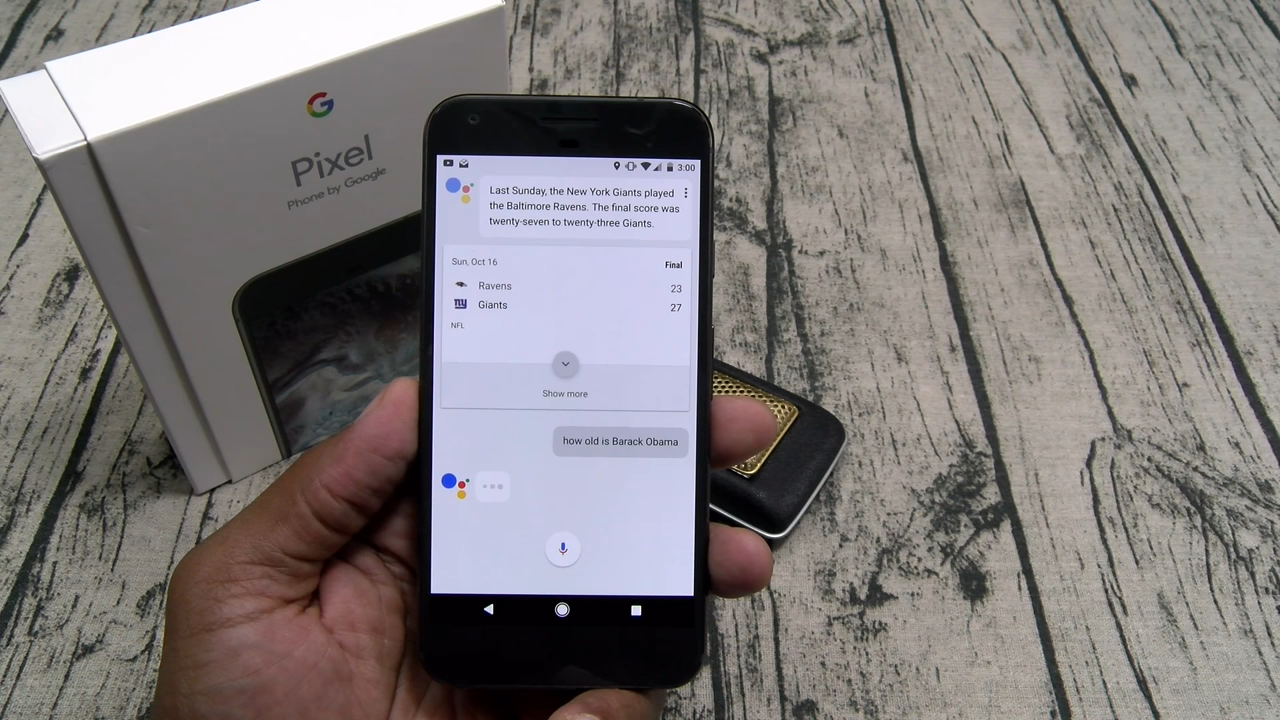 G
Pixel
Phone by Google
3:00
Last Sunday, the New York Giants played
the Baltimore Ravens. The final score was
twenty-seven to twenty-three Giants.
Sun, Oct 16 Final
Ravens 23
ny Giants 27
NFL
Show more
how old is Barack Obama